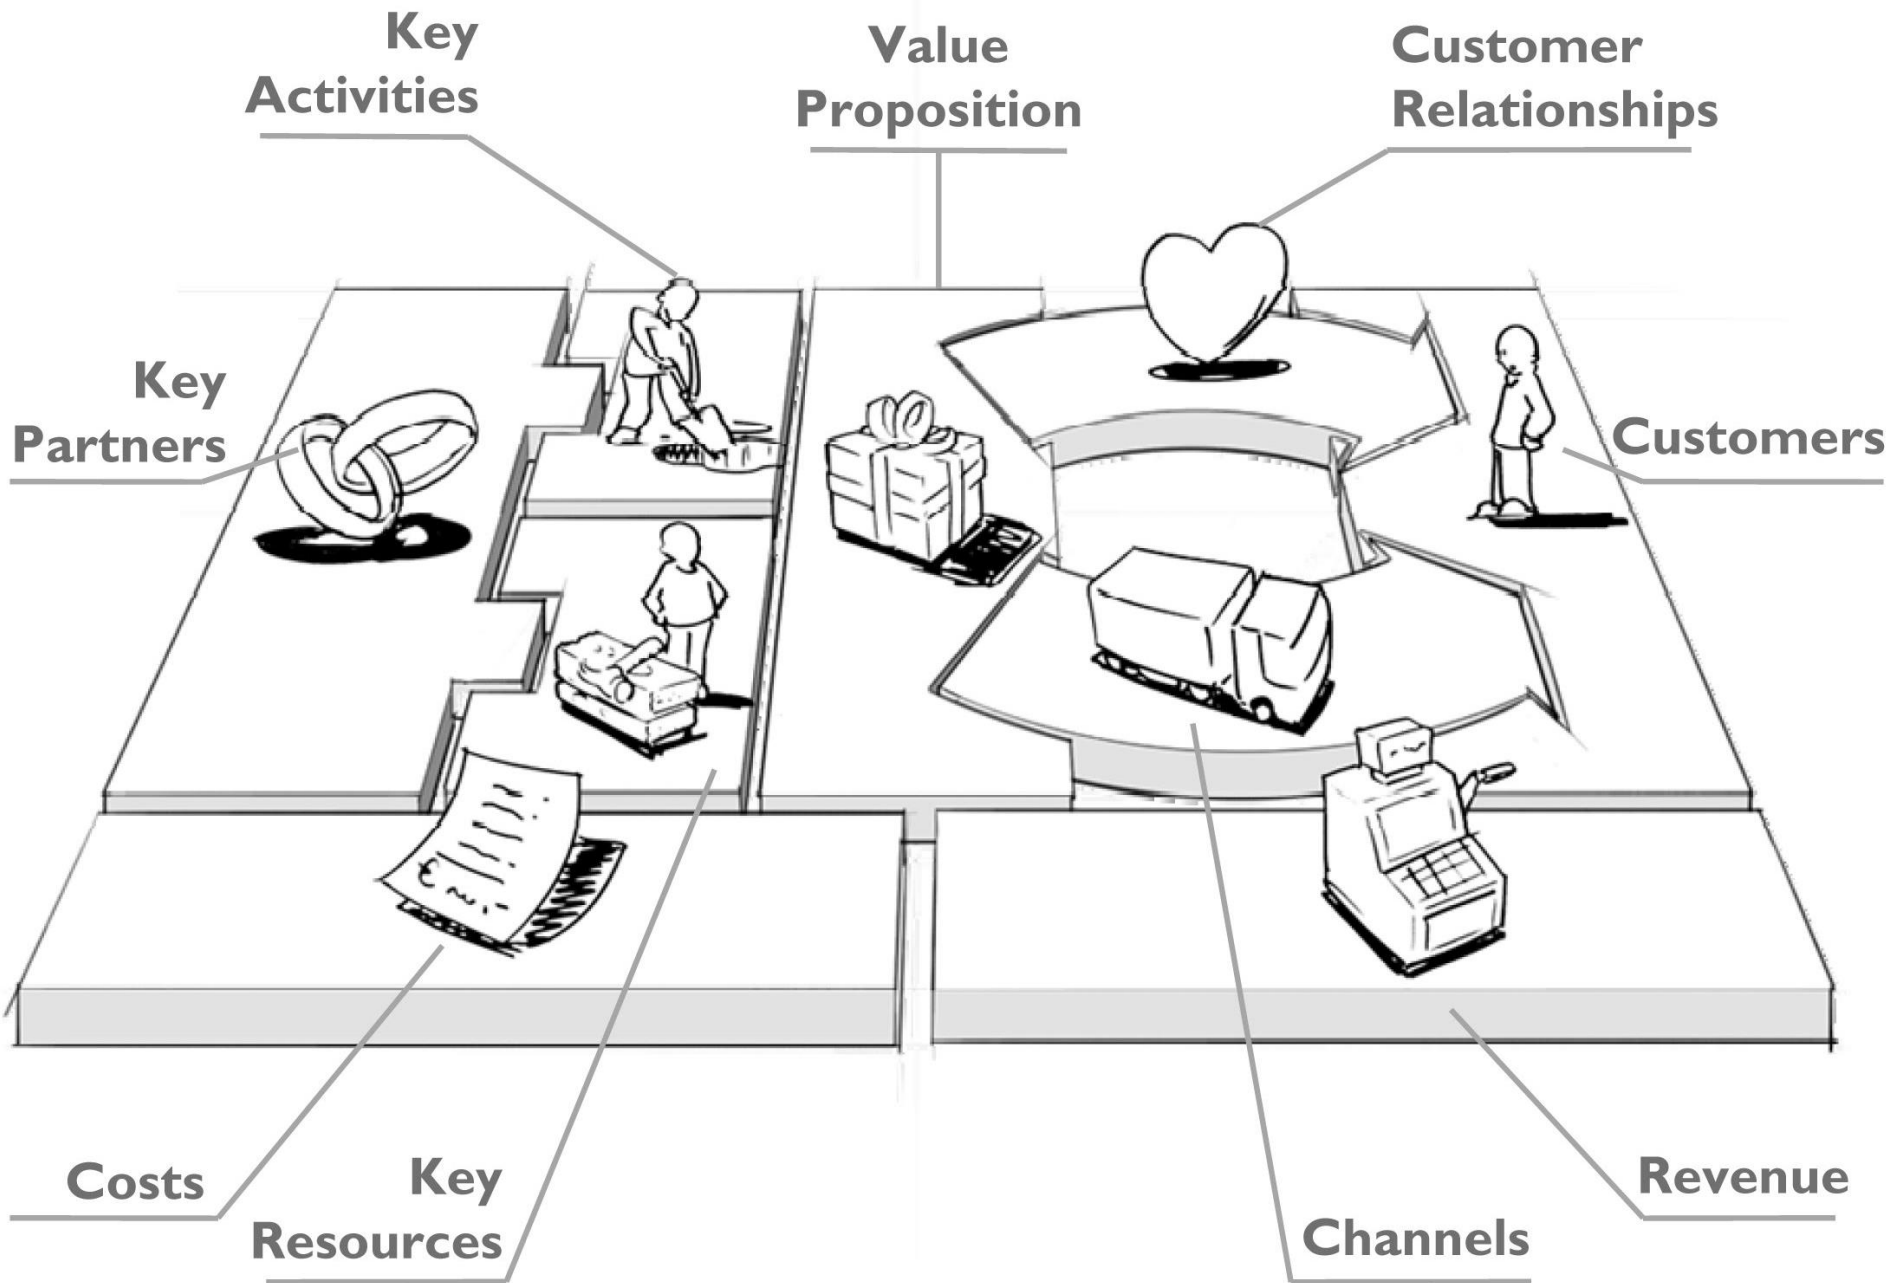 Key
Activities
Value
Proposition
Customer
Relationships
Key
Partners
Customers
€
Costs
Key
Resources
Channels
Revenue